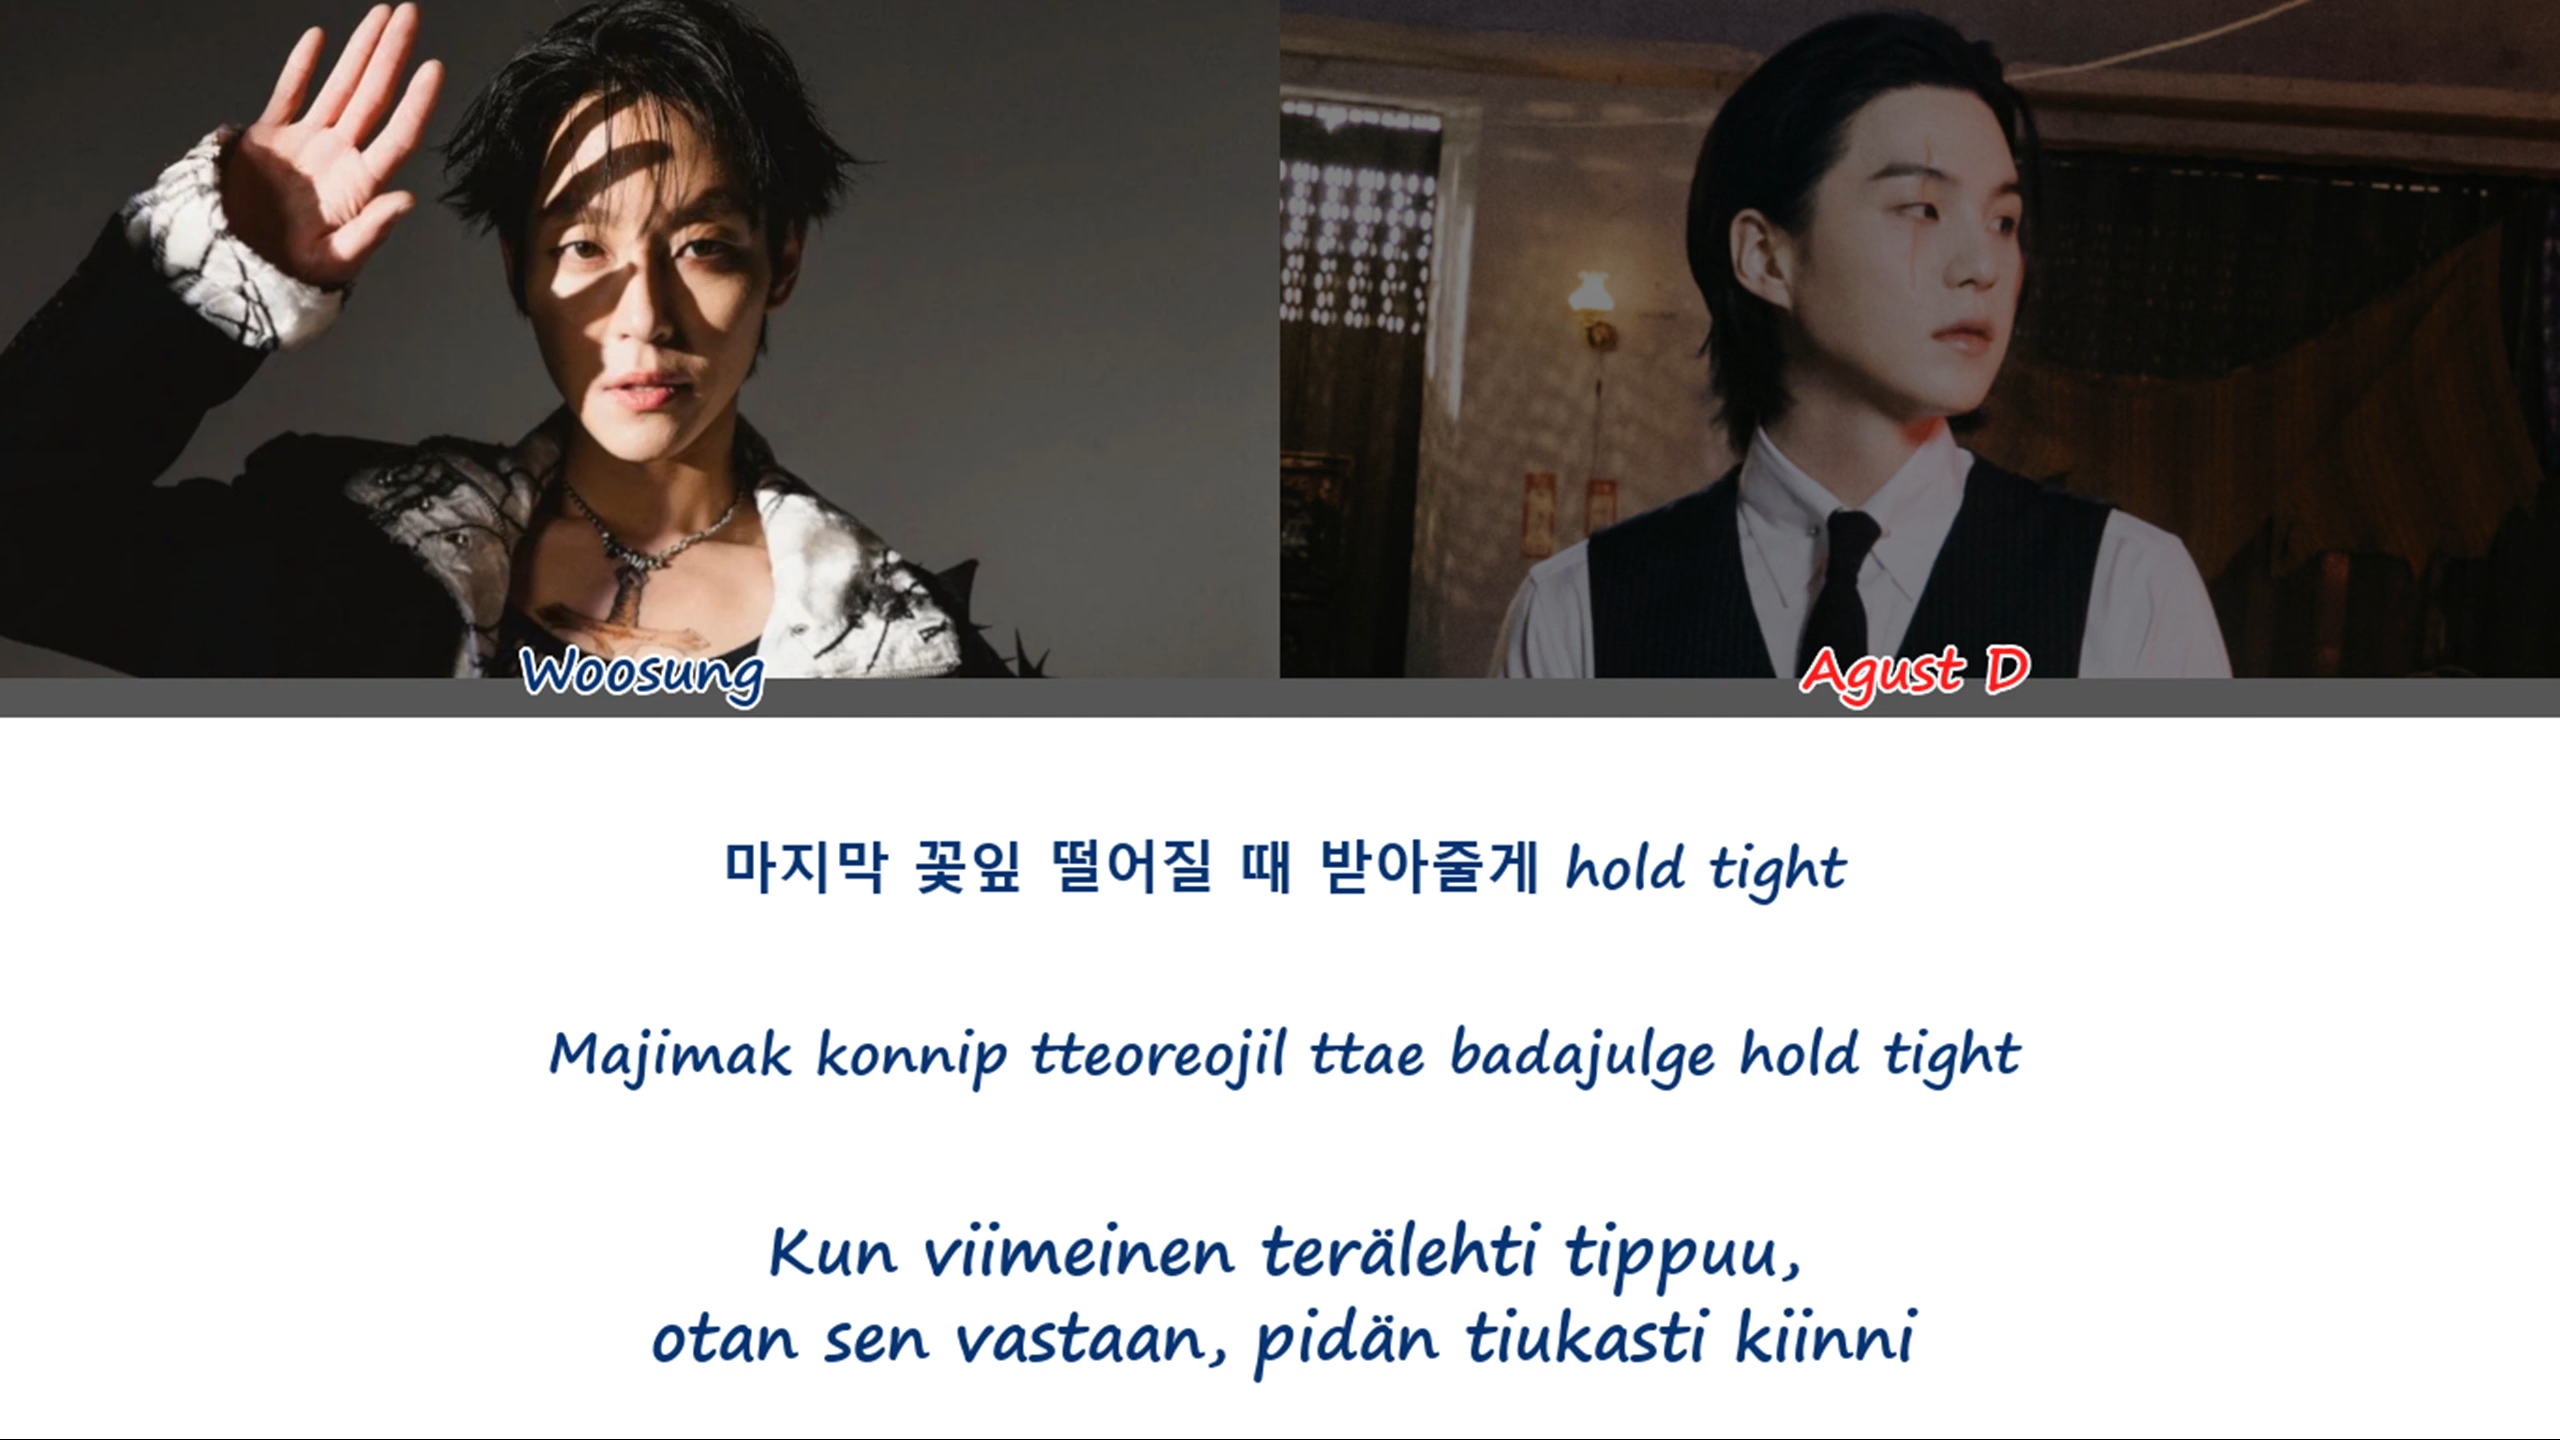 Woosung
Agust D
마지막 꽃잎 떨어질 때 받아줄게 hold tight
Majimak konnip tteoreojil ttae badajulge hold tight
Kun viimeinen terälehti tippuu,
otan sen vastaan, pidän tiukasti kiinni